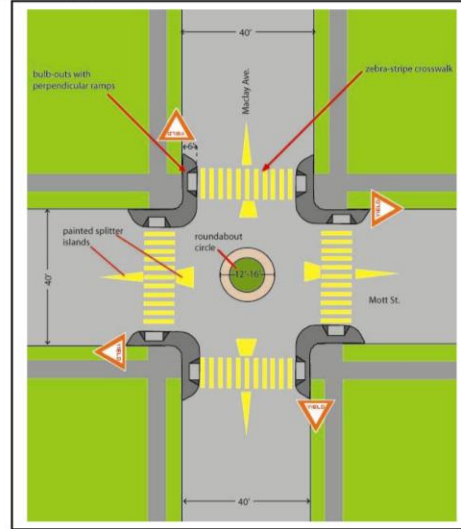 40'
bulb-outs with
perpendicular ramps
zebra-stripe crosswalk
Maclay Ave.
YIELD
6'
YIELD
painted splitter
islands
roundabout
circle
12'-16'
40'
Mott St.
YIELD
YIELD
40'